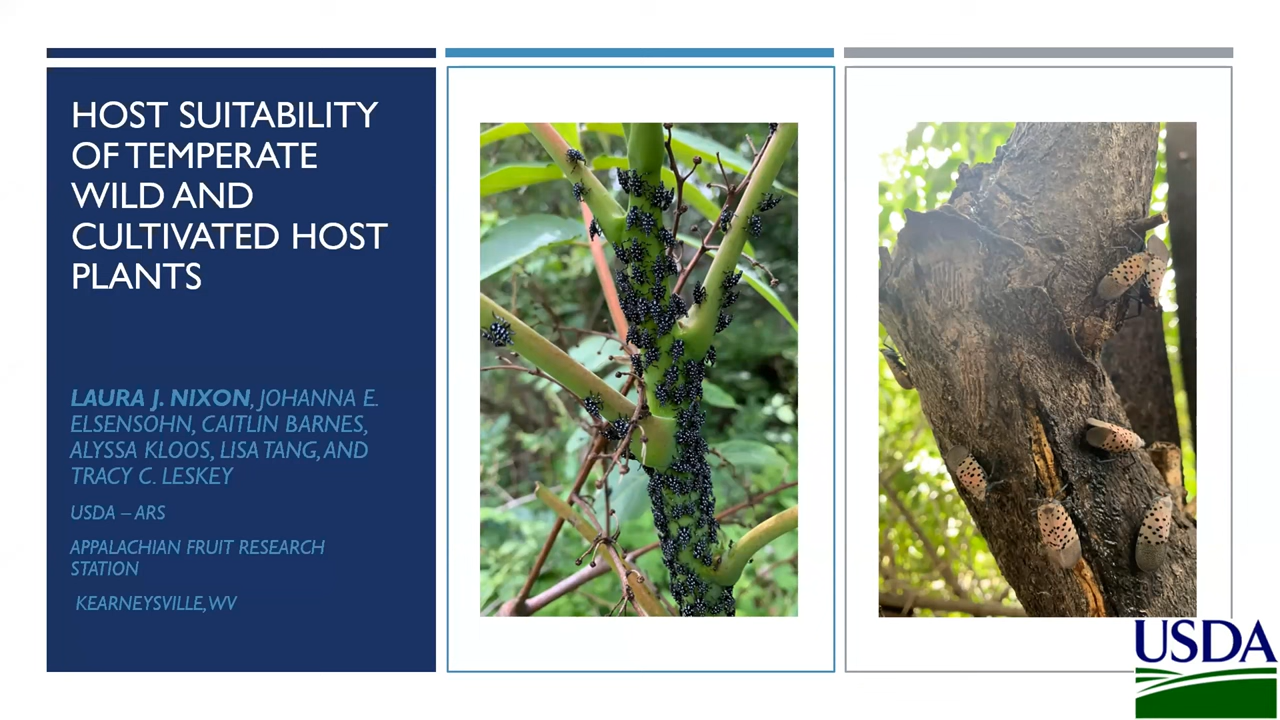 HOST SUITABILITY
OF TEMPERATE
WILD AND
CULTIVATED HOST
PLANTS
LAURA J. NIXON, JOHANNA E.
ELSENSOHN, CAITLIN BARNES,
ALYSSA KLOOS, LISA TANG, AND
TRACY C. LESKEY
USDA – ARS
APPALACHIAN FRUIT RESEARCH
STATION
KEARNEYSVILLE, WV
USDA